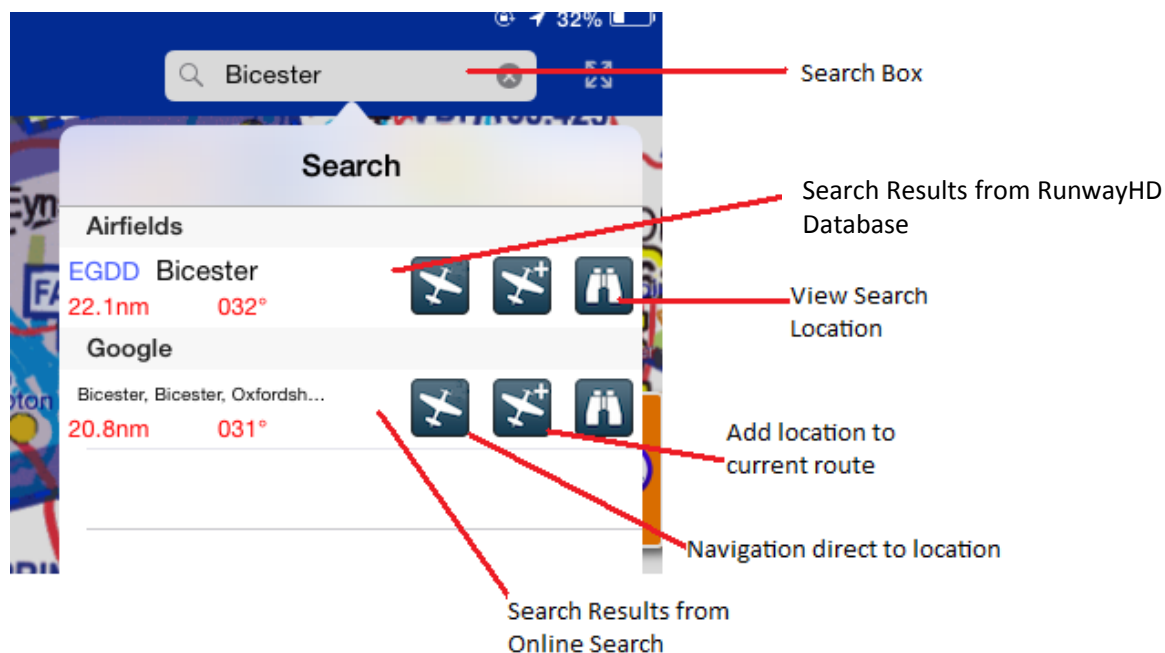 32%
Bicester
Search Box
Search
Search Results from RunwayHD
Database
Airfields
EGDD Bicester
22.1nm 032°
View Search
Location
Google
Bicester, Bicester, Oxfordsh...
20.8nm 031°
Add location to
current route
Navigation direct to location
Search Results from
Online Search